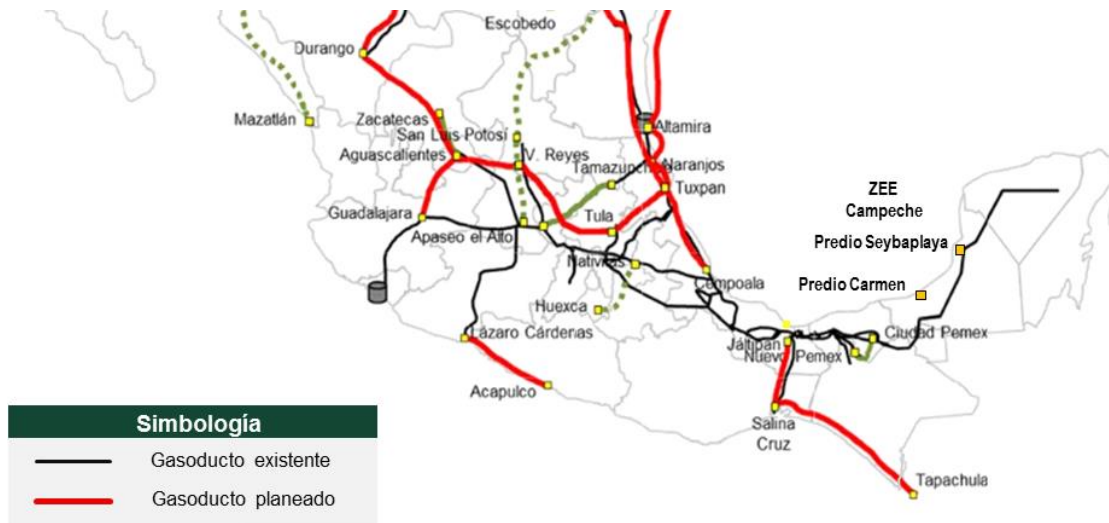 Escobedo
Durango
Mazatlán
Zacatecas
San Luis Potosí
Aguascalientes
V. Reyes
Altamira
Naranjos
Tuxpan
Guadalajara
Apaseo el Alto
Tula
Nativitas
Cempoala
Huexca
Lázaro Cárdenas
Acapulco
ZEE
Campeche
Predio Seybaplaya
Predio Carmen
Ciudad Pemex
Jáltipan
Nuevo Pemex
Salina
Cruz
Tapachula
Simbología
Gasoducto existente
Gasoducto planeado